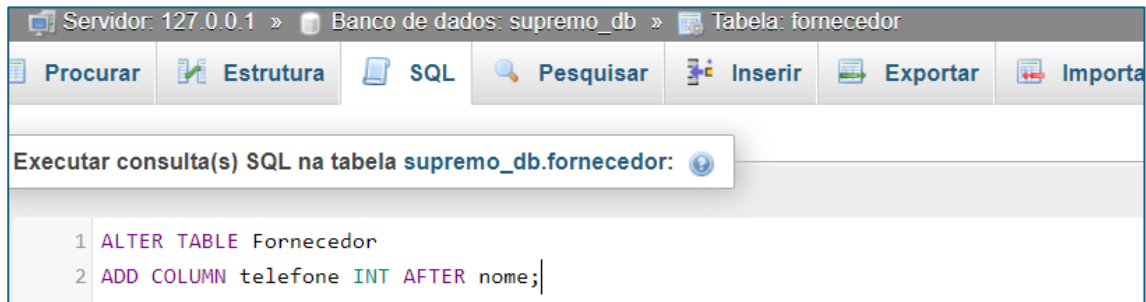 Servidor: 127.0.0.1 » Banco de dados: supremo_db » Tabela: fornecedor
Procurar Estrutura SQL Pesquisar Inserir Exportar Importa
Executar consulta(s) SQL na tabela supremo_db.fornecedor:
1 ALTER TABLE Fornecedor
2 ADD COLUMN telefone INT AFTER nome;